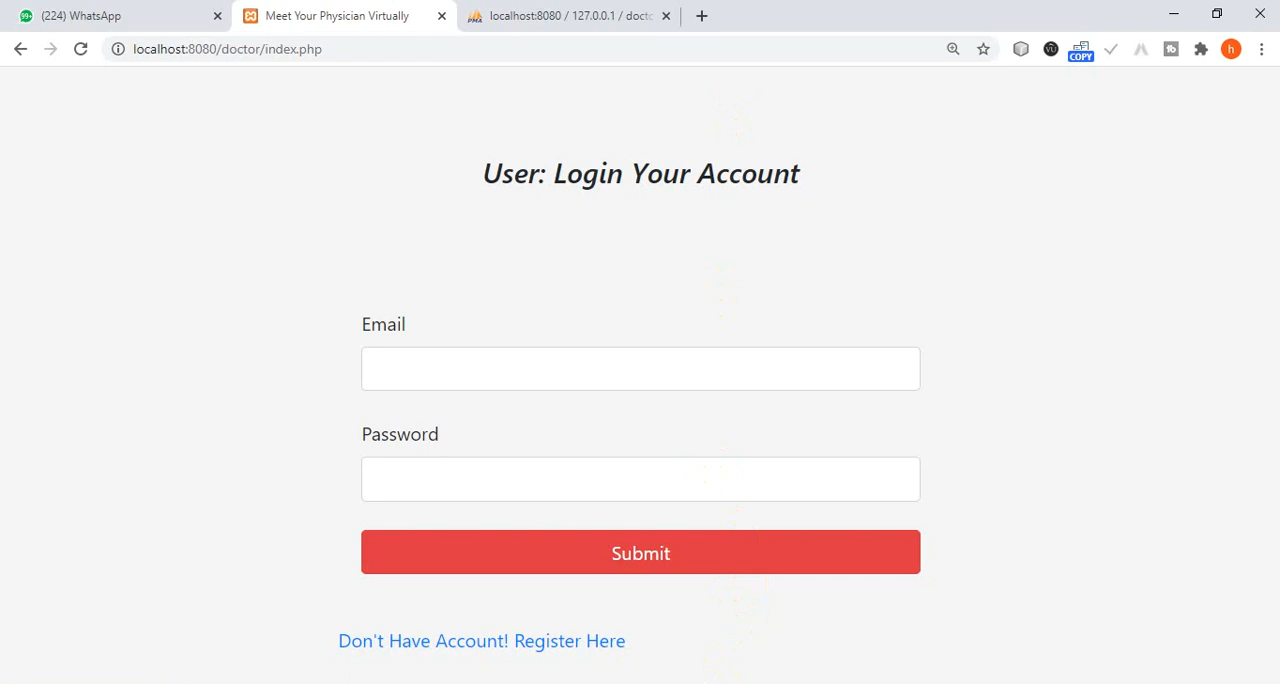 (224) WhatsApp
Meet Your Physician Virtually
localhost:8080 / 127.0.0.1 / docto
localhost:8080/doctor/index.php
COPY
h
User: Login Your Account
Email
Password
Submit
Don't Have Account! Register Here